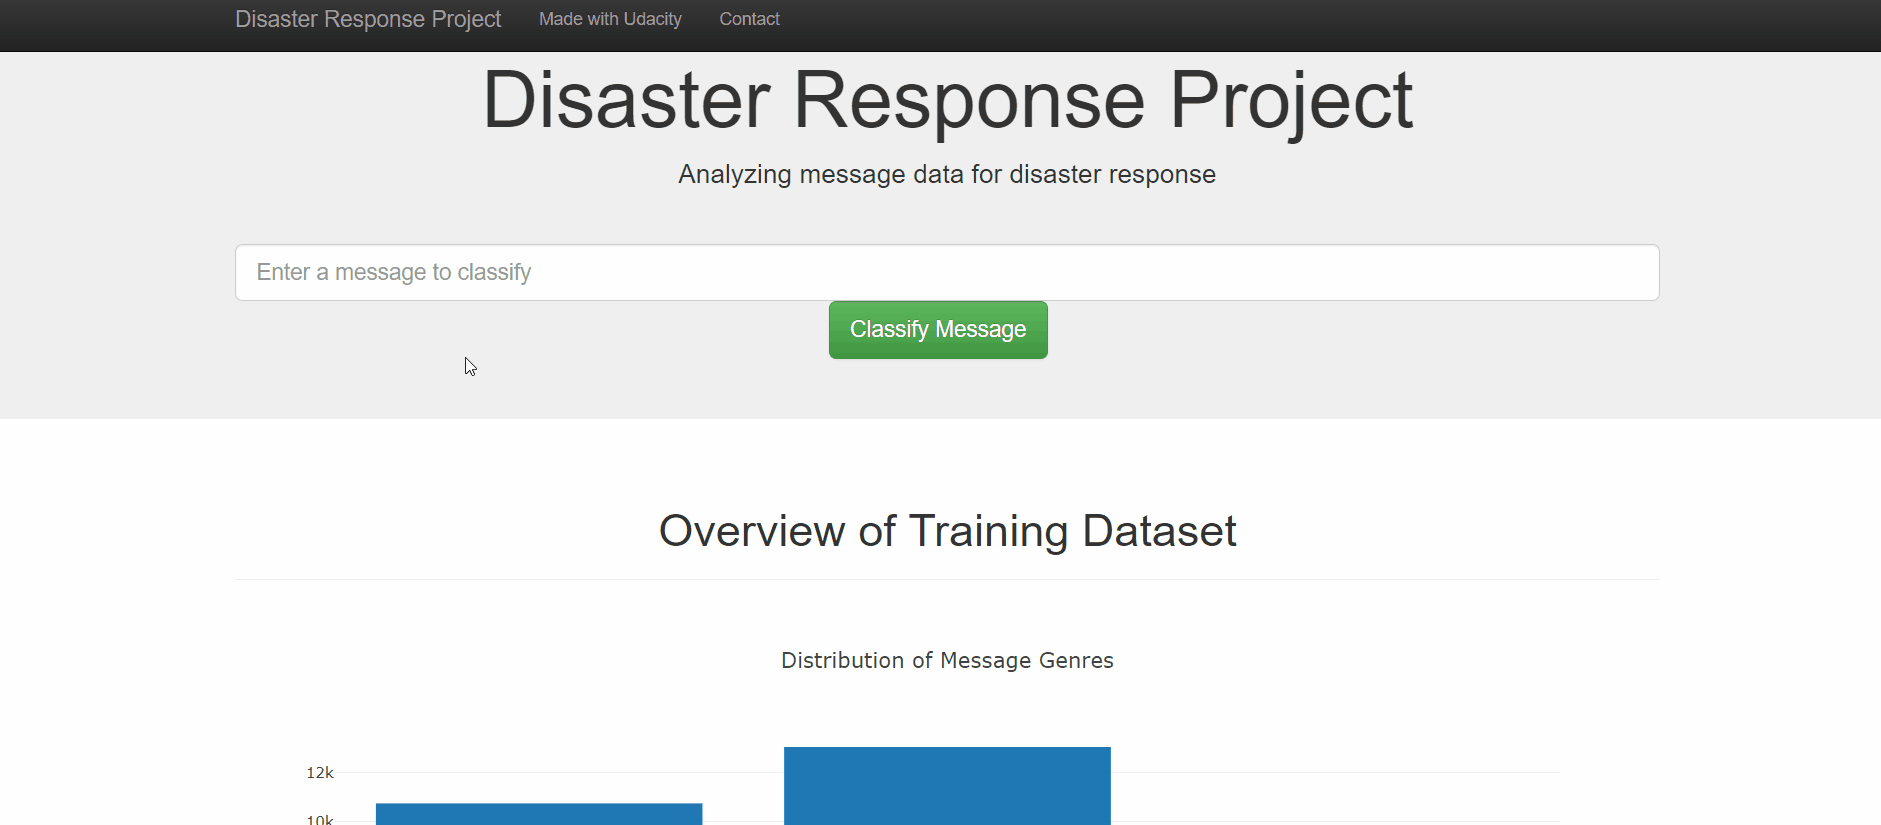 Disaster Response Project Made with Udacity Contact
Disaster Response Project
Analyzing message data for disaster response
Enter a message to classify
Classify Message
Overview of Training Dataset
Distribution of Message Genres
12k
10k